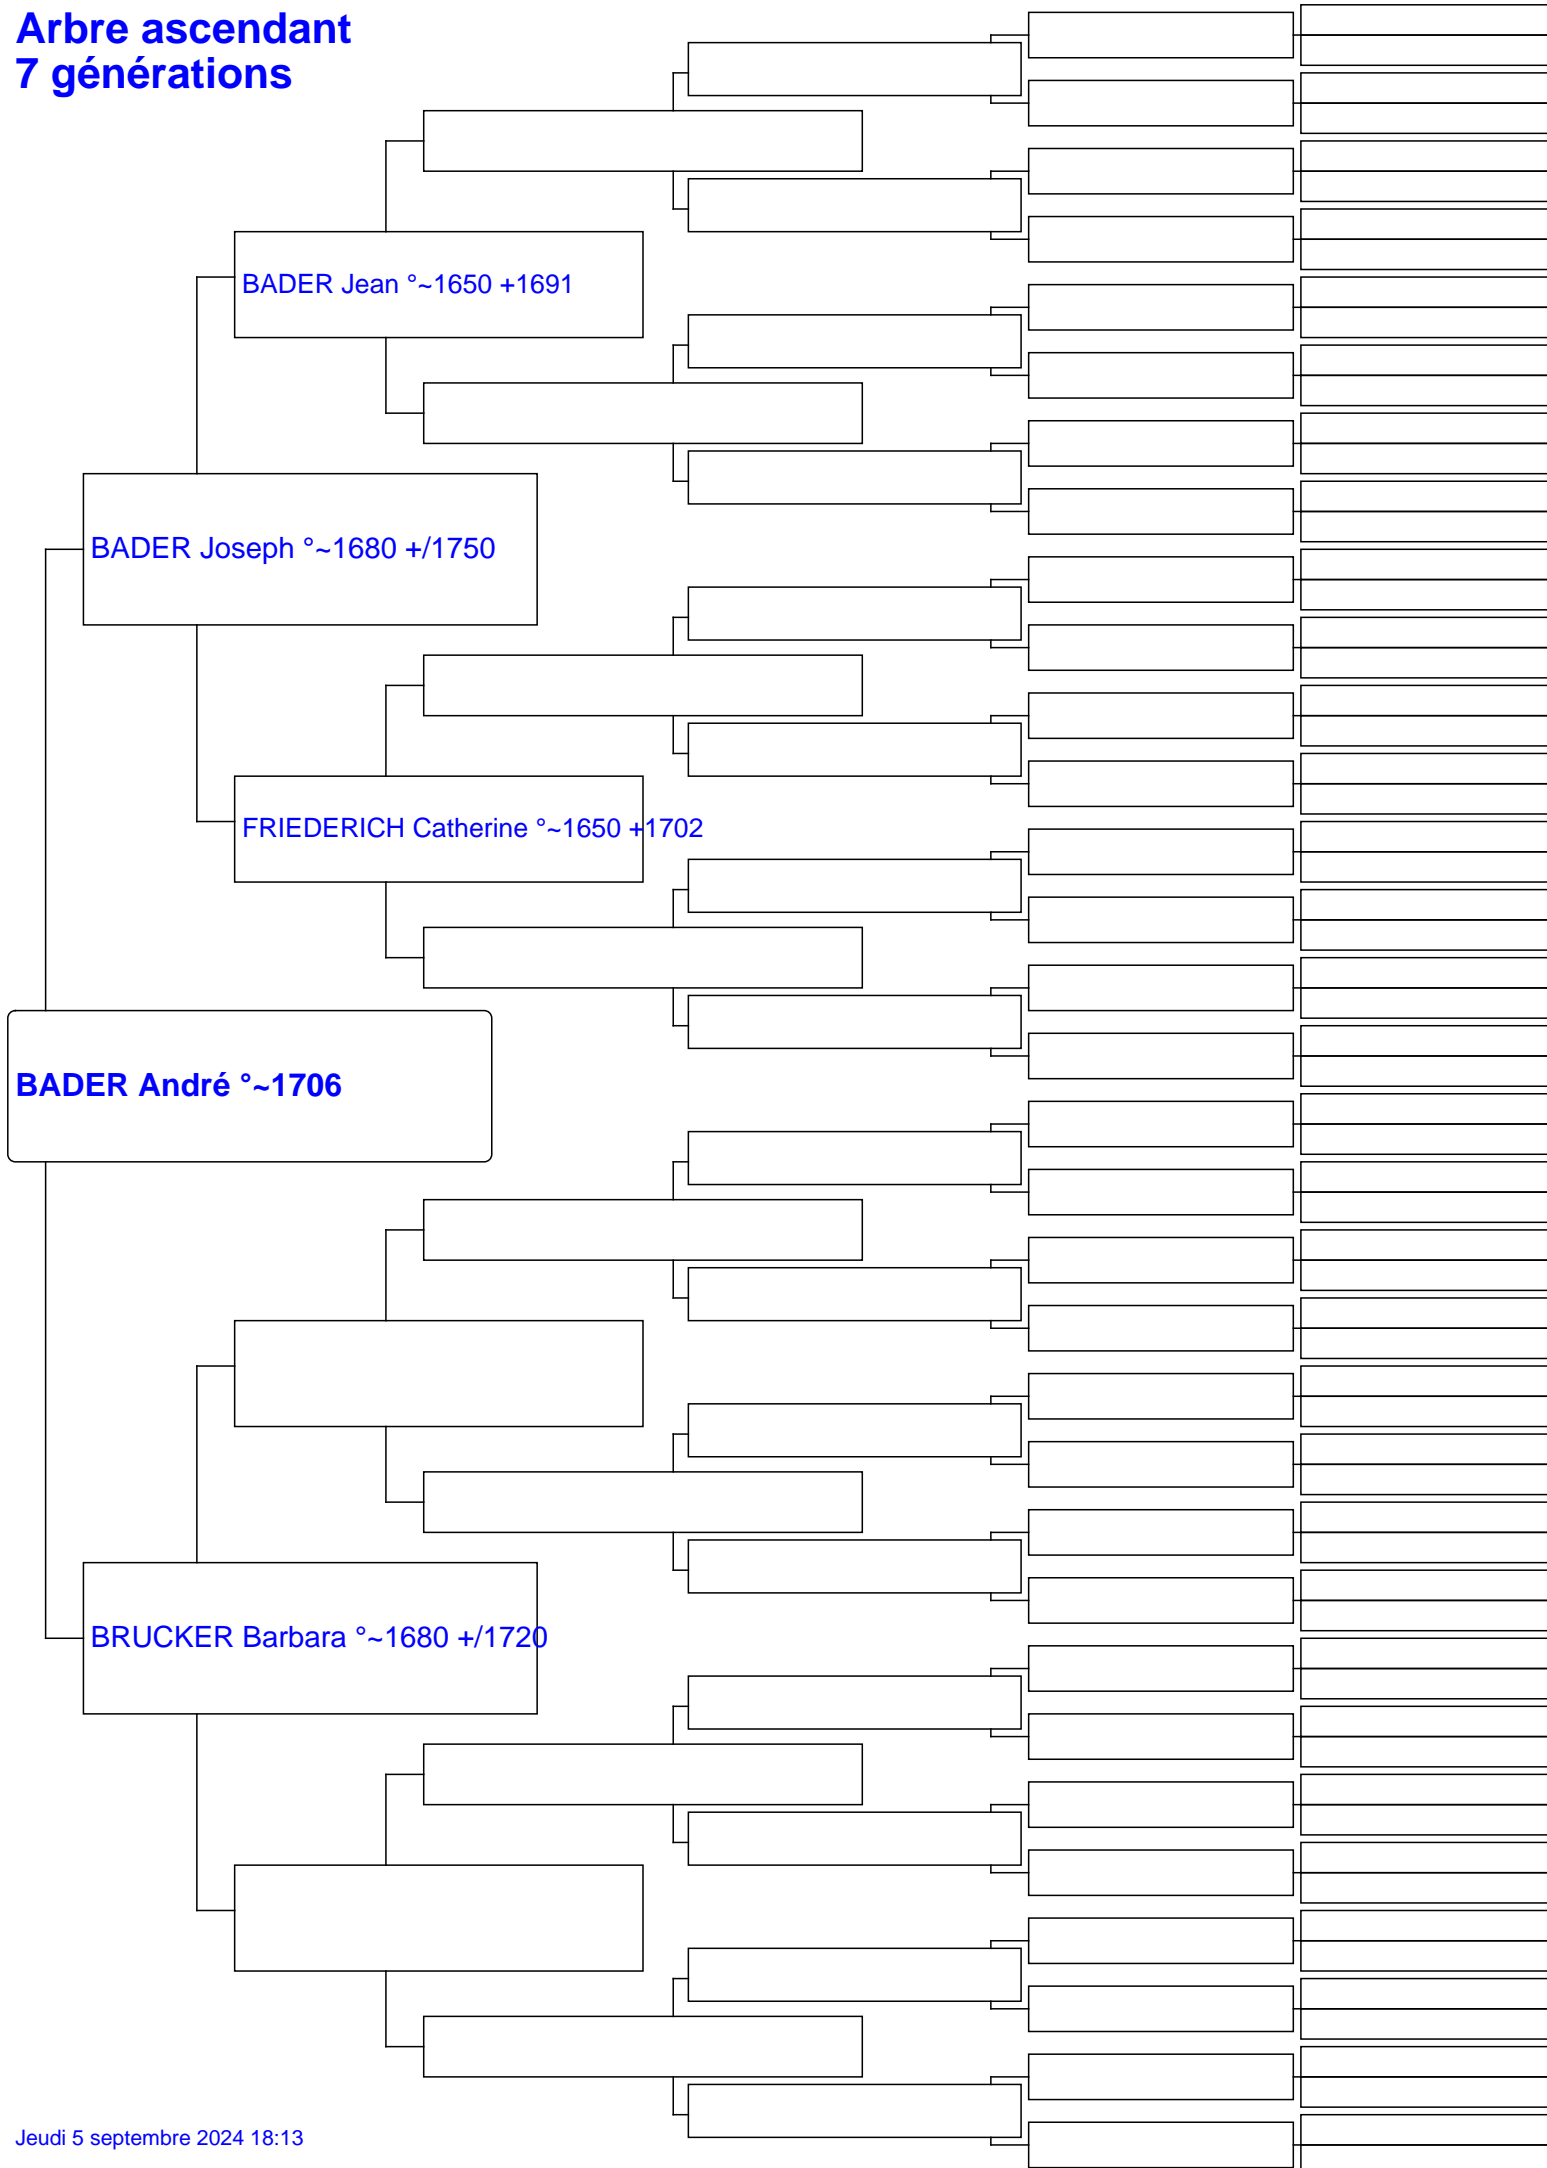 Arbre ascendant
7 générations
BADER Jean °~1650 +1691
BADER Joseph °~1680 +/1750
FRIEDERICH Catherine °~1650 +1702
BADER André °~1706
BRUCKER Barbara °~1680 +/1720
Jeudi 5 septembre 2024 18:13